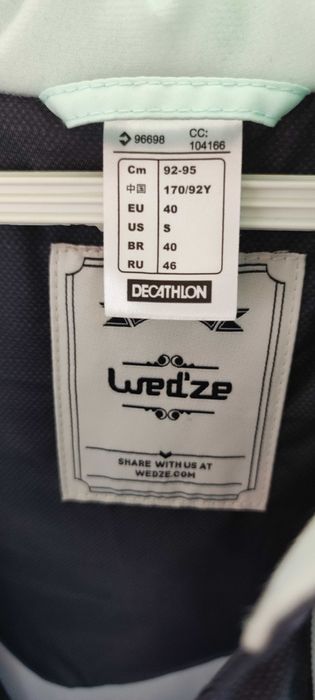 96698 CC: 104166
Cm 92-95
中国 170/92Y
EU 40
US S
BR 40
RU 46
DECATHLON
Wed'ze
SHARE WITH US AT
WEDZE.COM